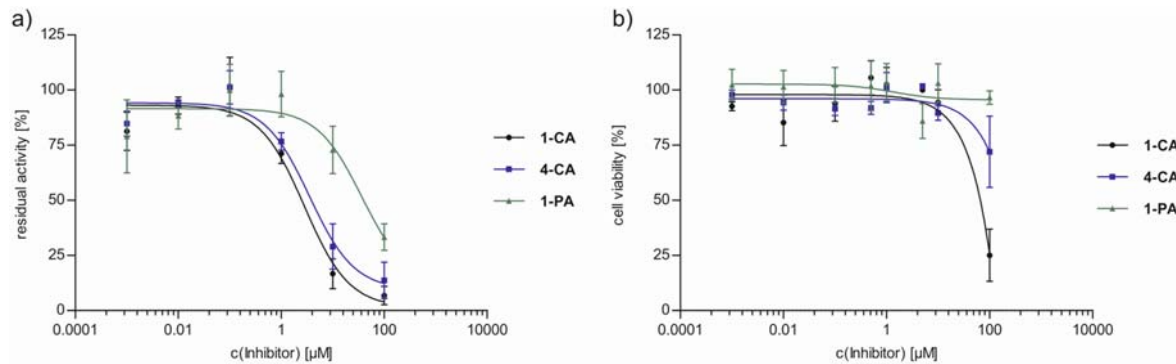 a)
125
100
75
50
25
0
residual activity [%]
0.0001
0.01
1
100
10000
c(Inhibitor) [µM]
1-CA
4-CA
1-PA
b)
125
100
75
50
25
0
cell viability [%]
0.0001
0.01
1
100
10000
c(Inhibitor) [µM]
1-CA
4-CA
1-PA